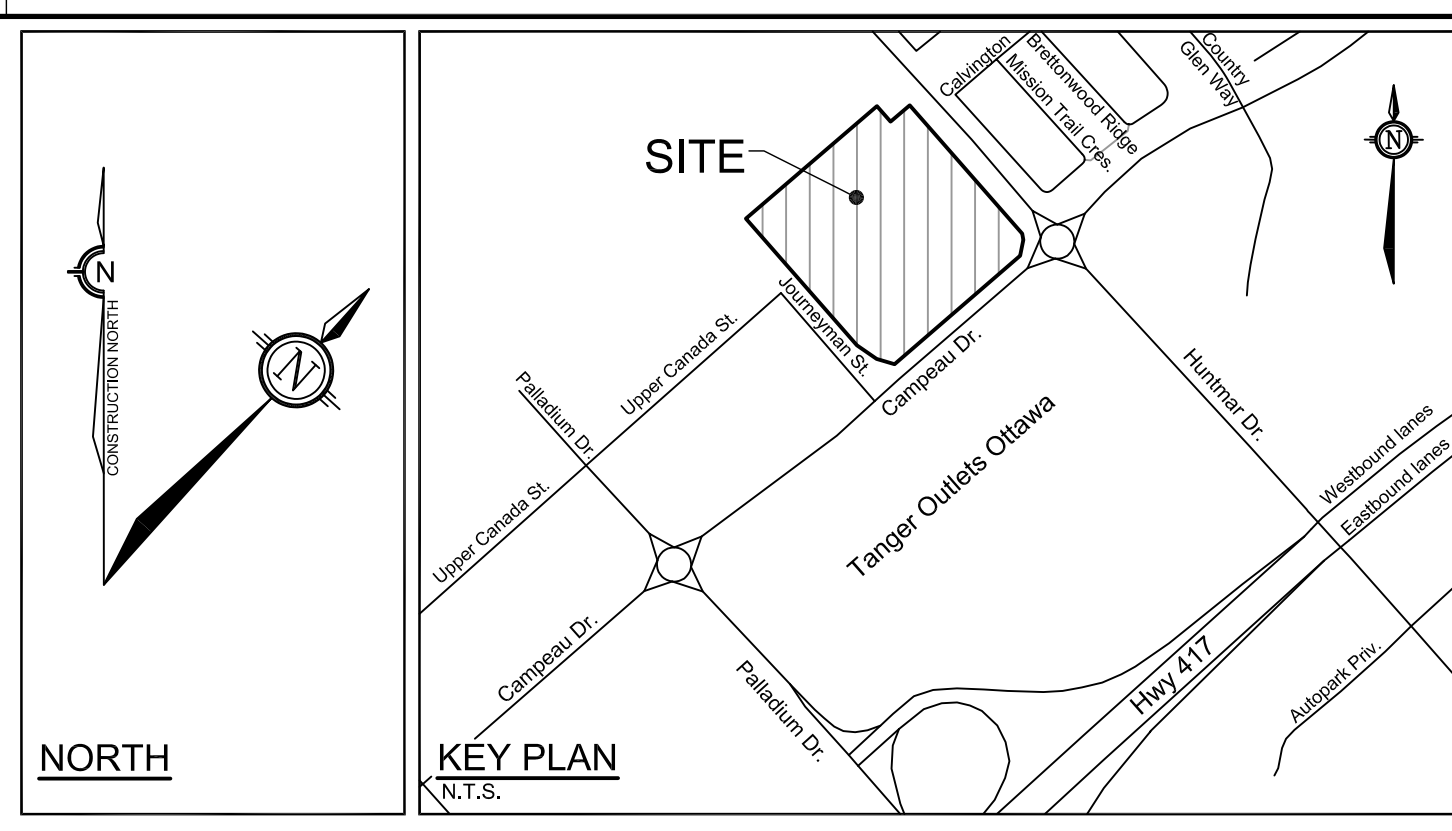 N
CONSTRUCTION NORTH
N
NORTH
SITE
Calvington
Brettonwood Ridge
Mission Trail Cres.
Country
Glen Way
N
Journeyman St.
Upper Canada St.
Campeau Dr.
Palladium Dr.
Huntmar Dr.
Tanger Outlets Ottawa
Westbound lanes
Eastbound lanes
Upper Canada St.
Campeau Dr.
Palladium Dr.
Hwy 417
Autopark Priv.
KEY PLAN
N.T.S.